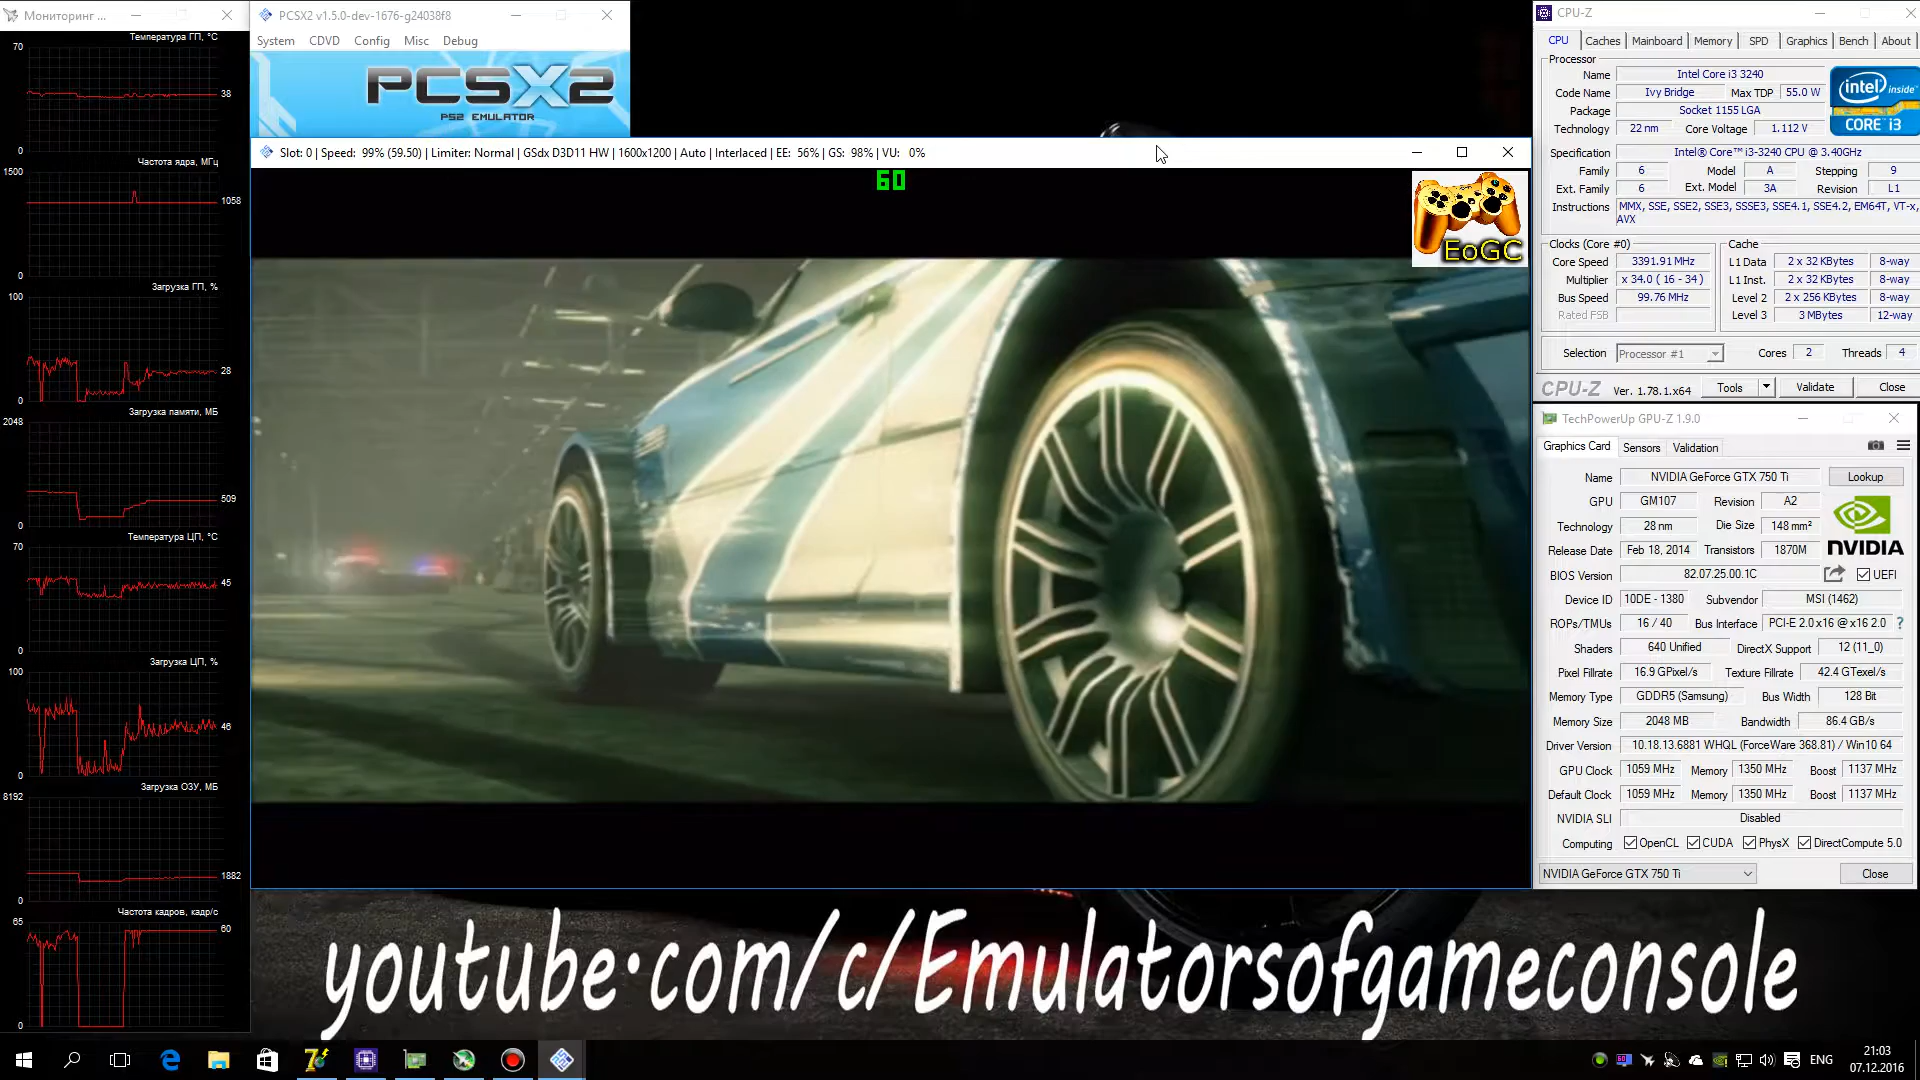 Мониторинг ...
Температура ГП, °C
70
38
0
Частота ядра, МГц
1500
1058
0
Загрузка ГП, %
100
28
0
Загрузка памяти, МБ
2048
509
0
Температура ЦП, °C
70
45
0
Загрузка ЦП, %
100
46
0
Загрузка ОЗУ, МБ
8192
1882
0
Частота кадров, кадр/с
65
60
0
PCSX2 v1.5.0-dev-1676-g24038f8
System CDVD Config Misc Debug
PCSX2
PS2 EMULATOR
Slot: 0 | Speed: 99% (59.50) | Limiter: Normal | GSdx D3D11 HW | 1600x1200 | Auto | Interlaced | EE: 56% | GS: 98% | VU: 0%
60
EoGC
CPU-Z
CPU Caches Mainboard Memory SPD Graphics Bench About
Processor
Name Intel Core i3 3240
Code Name Ivy Bridge Max TDP 55.0 W
Package Socket 1155 LGA
Technology 22 nm Core Voltage 1.112 V
intel inside™
CORE i3
Specification Intel® Core™ i3-3240 CPU @ 3.40GHz
Family 6 Model A Stepping 9
Ext. Family 6 Ext. Model 3A Revision L1
Instructions MMX, SSE, SSE2, SSE3, SSSE3, SSE4.1, SSE4.2, EM64T, VT-x,
AVX
Clocks (Core #0)
Core Speed 3391.91 MHz
Multiplier x 34.0 ( 16 - 34 )
Bus Speed 99.76 MHz
Rated FSB
Cache
L1 Data 2 x 32 KBytes 8-way
L1 Inst. 2 x 32 KBytes 8-way
Level 2 2 x 256 KBytes 8-way
Level 3 3 MBytes 12-way
Selection Processor #1 Cores 2 Threads 4
CPU-Z Ver. 1.78.1.x64 Tools Validate Close
TechPowerUp GPU-Z 1.9.0
Graphics Card Sensors Validation
Name NVIDIA GeForce GTX 750 Ti Lookup
GPU GM107 Revision A2
Technology 28 nm Die Size 148 mm²
Release Date Feb 18, 2014 Transistors 1870M
NVIDIA
BIOS Version 82.07.25.00.1C UEFI
Device ID 10DE - 1380 Subvendor MSI (1462)
ROPs/TMUs 16 / 40 Bus Interface PCI-E 2.0 x16 @ x16 2.0 ?
Shaders 640 Unified DirectX Support 12 (11_0)
Pixel Fillrate 16.9 GPixel/s Texture Fillrate 42.4 GTexel/s
Memory Type GDDR5 (Samsung) Bus Width 128 Bit
Memory Size 2048 MB Bandwidth 86.4 GB/s
Driver Version 10.18.13.6881 WHQL (ForceWare 368.81) / Win10 64
GPU Clock 1059 MHz Memory 1350 MHz Boost 1137 MHz
Default Clock 1059 MHz Memory 1350 MHz Boost 1137 MHz
NVIDIA SLI Disabled
Computing OpenCL CUDA PhysX DirectCompute 5.0
NVIDIA GeForce GTX 750 Ti Close
youtube.com/c/Emulatorsofgameconsole
ENG
21:03
07.12.2016